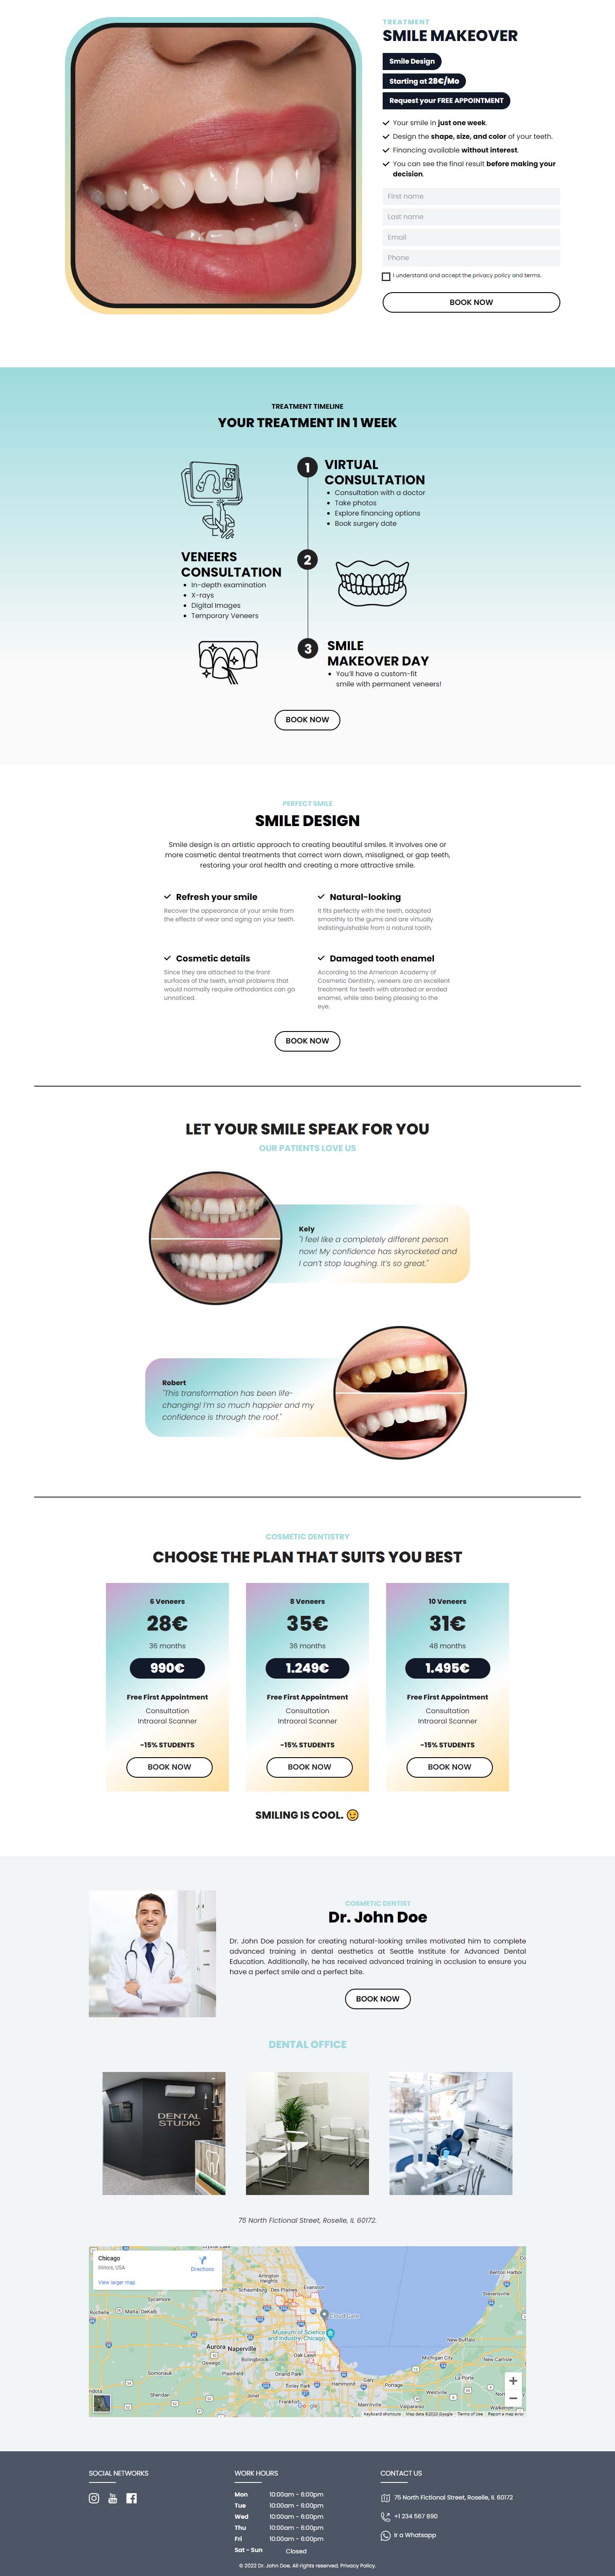 TREATMENT
SMILE MAKEOVER
Smile Design
Starting at 28€/Mo
Request your FREE APPOINTMENT
Your smile in just one week.
Design the shape, size, and color of your teeth.
Financing available without interest.
You can see the final result before making your
decision.
First name
Last name
Email
Phone
I understand and accept the privacy policy and terms.
BOOK NOW
TREATMENT TIMELINE
YOUR TREATMENT IN 1 WEEK
1
VIRTUAL
CONSULTATION
Consultation with a doctor
Take photos
Explore financing options
Book surgery date
2
VENEERS
CONSULTATION
In-depth examination
X-rays
Digital Images
Temporary Veneers
3
SMILE
MAKEOVER DAY
You'll have a custom-fit
smile with permanent veneers!
BOOK NOW
PERFECT SMILE
SMILE DESIGN
Smile design is an artistic approach to creating beautiful smiles. It involves one or
more cosmetic dental treatments that correct worn down, misaligned, or gap teeth,
restoring your oral health and creating a more attractive smile.
Refresh your smile
Recover the appearance of your smile from
the effects of wear and aging on your teeth.
Natural-looking
It fits perfectly with the teeth, adapted
smoothly to the gums and are virtually
indistinguishable from a natural tooth.
Cosmetic details
Since they are attached to the front
surfaces of the teeth, small problems that
would normally require orthodontics can go
unnoticed.
Damaged tooth enamel
According to the American Academy of
Cosmetic Dentistry, veneers are an excellent
treatment for teeth with abraded or eroded
enamel, while also being pleasing to the
eye.
BOOK NOW
LET YOUR SMILE SPEAK FOR YOU
OUR PATIENTS LOVE US
Kely
"I feel like a completely different person
now! My confidence has skyrocketed and
I can't stop laughing. It's so great."
Robert
"This transformation has been life-
changing! I'm so much happier and my
confidence is through the roof."
COSMETIC DENTISTRY
CHOOSE THE PLAN THAT SUITS YOU BEST
6 Veneers
28€
36 months
990€
Free First Appointment
Consultation
Intraoral Scanner
-15% STUDENTS
BOOK NOW
8 Veneers
35€
36 months
1.249€
Free First Appointment
Consultation
Intraoral Scanner
-15% STUDENTS
BOOK NOW
10 Veneers
31€
48 months
1.495€
Free First Appointment
Consultation
Intraoral Scanner
-15% STUDENTS
BOOK NOW
SMILING IS COOL. 😉
COSMETIC DENTIST
Dr. John Doe
Dr. John Doe passion for creating natural-looking smiles motivated him to complete
advanced training in dental aesthetics at Seattle Institute for Advanced Dental
Education. Additionally, he has received advanced training in occlusion to ensure you
have a perfect smile and a perfect bite.
BOOK NOW
DENTAL OFFICE
DENTAL
STUDIO
75 North Fictional Street, Roselle, IL 60172.
Chicago
Illinois, USA
Directions
View larger map
Arlington
Heights
Evanston
Benton Harbor
Schaumburg
Des Plaines
Stevensville
Sycamore
Rochelle
Malta
DeKalb
Geneva
Cloud Gate
Museum of Science
and Industry, Chicago
Aurora
Naperville
New Buffalo
Oswego
Bolingbrook
Oak Lawn
Michigan City
New Carlisle
Somonauk
Plainfield
Orland Park
Gary
La Porte
Tinley Park
Hammond
Portage
Sheridan
Joliet
Westville
Frankfort
Google
Merrillville
Valparaiso
Walkerton
Keyboard shortcuts
Map data ©2023 Google
Terms of Use
Report a map error
SOCIAL NETWORKS
WORK HOURS
Mon 10:00am - 6:00pm
Tue 10:00am - 6:00pm
Wed 10:00am - 6:00pm
Thu 10:00am - 6:00pm
Fri 10:00am - 6:00pm
Sat - Sun Closed
CONTACT US
75 North Fictional Street, Roselle, IL 60172
+1 234 567 890
Ir a Whatsapp
© 2022 Dr. John Doe. All rights reserved. Privacy Policy.